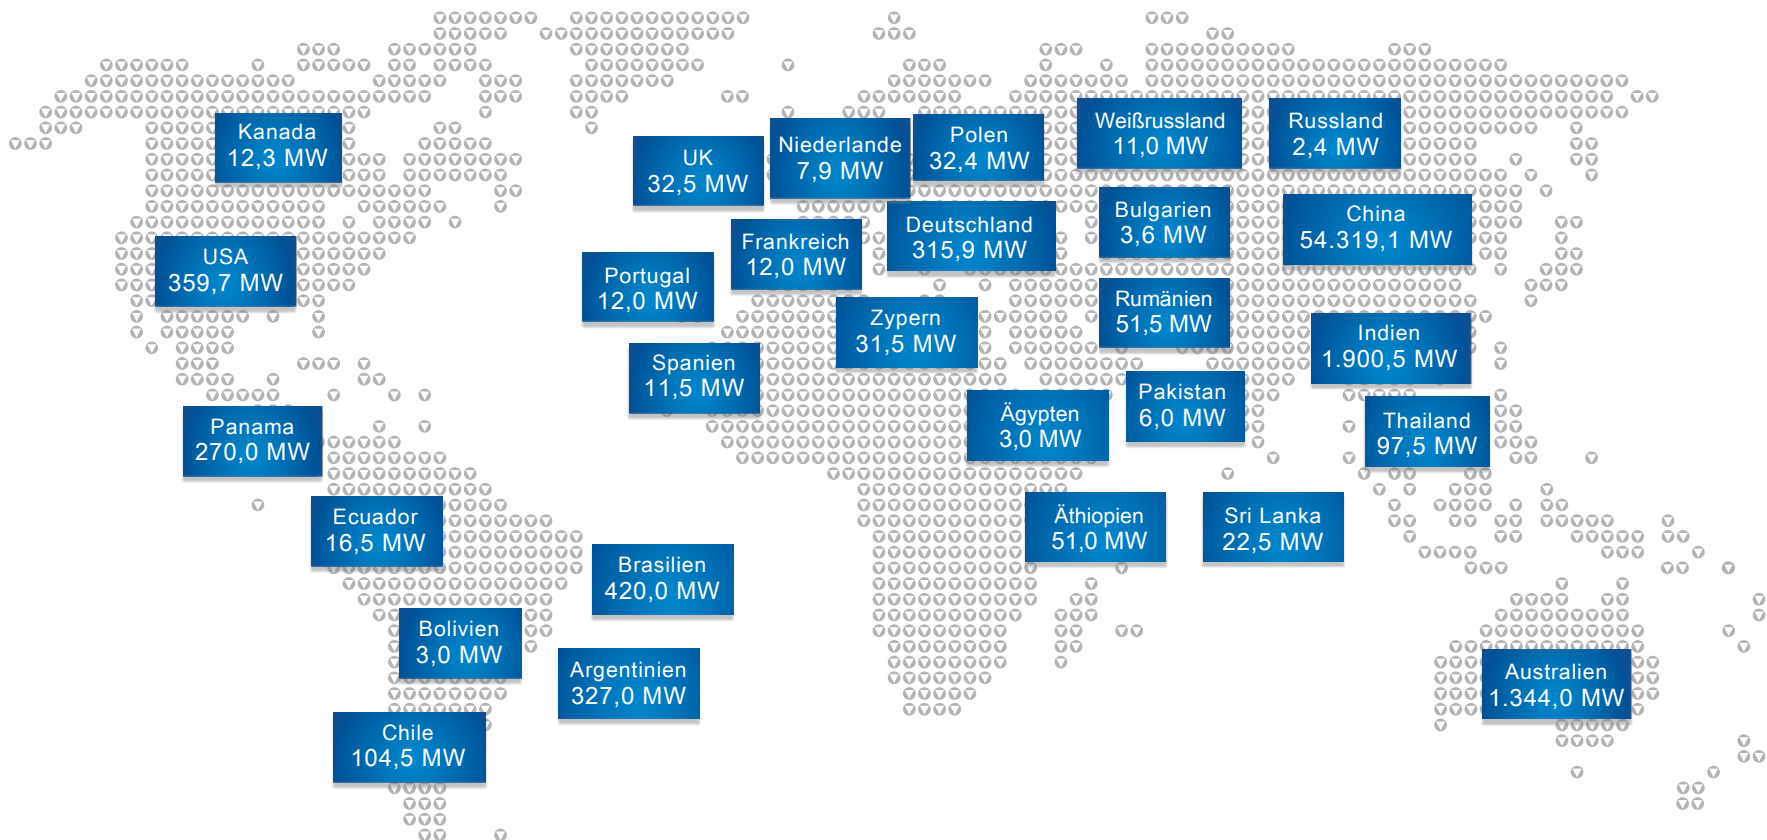 Kanada
12,3 MW
UK
32,5 MW
Niederlande
7,9 MW
Polen
32,4 MW
Weißrussland
11,0 MW
Russland
2,4 MW
USA
359,7 MW
Portugal
12,0 MW
Frankreich
12,0 MW
Deutschland
315,9 MW
Bulgarien
3,6 MW
China
54.319,1 MW
Spanien
11,5 MW
Zypern
31,5 MW
Rumänien
51,5 MW
Indien
1.900,5 MW
Panama
270,0 MW
Ägypten
3,0 MW
Pakistan
6,0 MW
Thailand
97,5 MW
Ecuador
16,5 MW
Brasilien
420,0 MW
Äthiopien
51,0 MW
Sri Lanka
22,5 MW
Bolivien
3,0 MW
Argentinien
327,0 MW
Australien
1.344,0 MW
Chile
104,5 MW